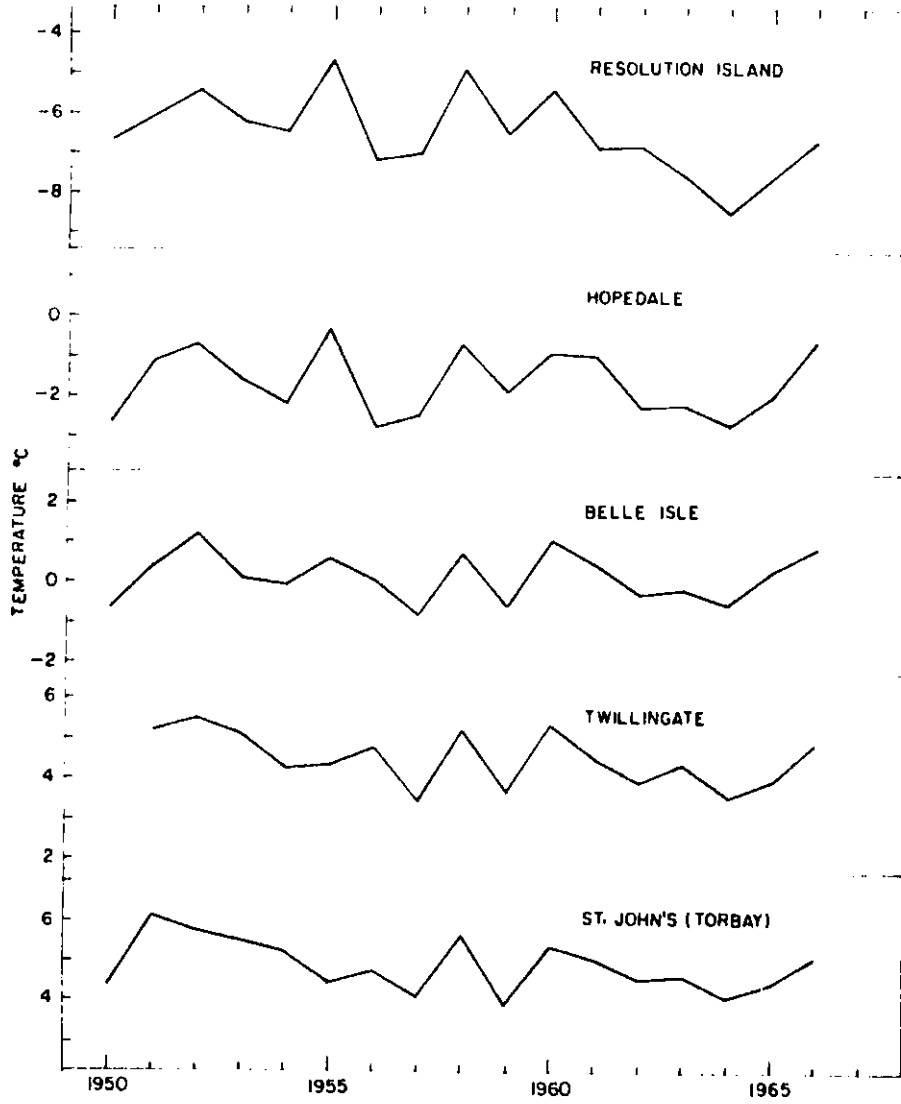 -4
RESOLUTION ISLAND
-6
-8
HOPEDALE
0
-2
TEMPERATURE °C
2
BELLE ISLE
0
-2
6
TWILLINGATE
4
2
6
ST. JOHN'S (TORBAY)
4
1950 1955 1960 1965